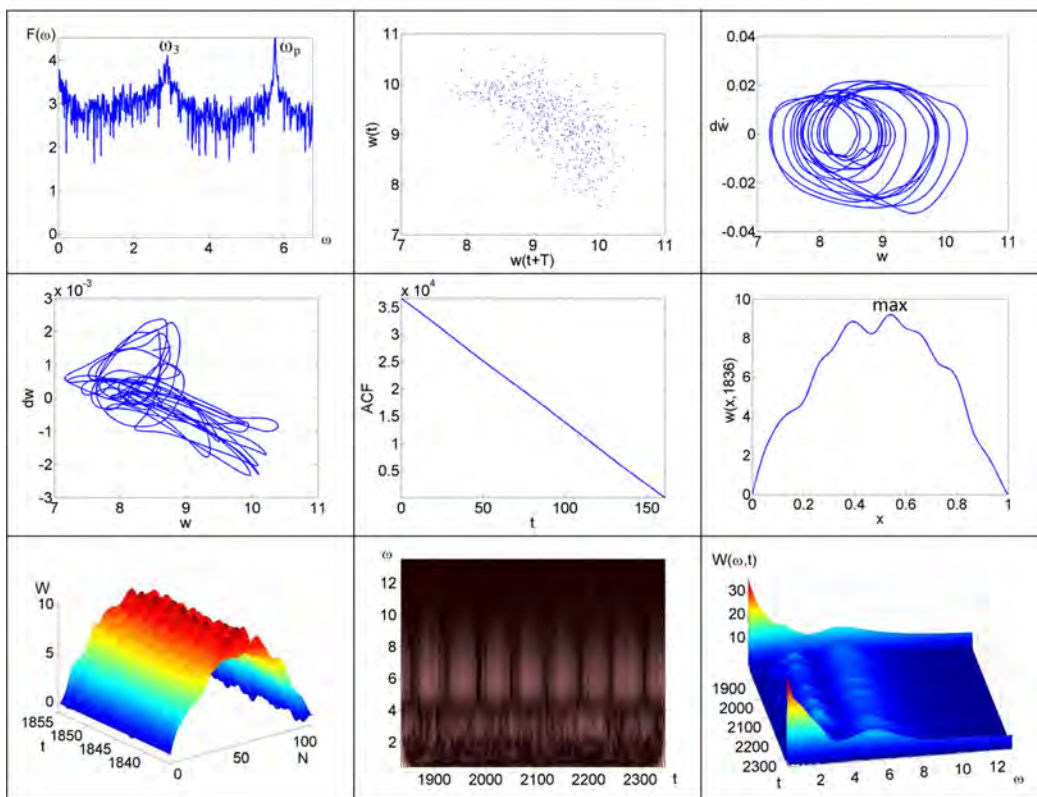 F(ω)
ω₃
ωₚ
4
3
2
1
0
0 2 4 6 ω
11
10
9
8
7
w(t)
7 8 9 10 11
w(t+T)
0.04
0.02
0
-0.02
-0.04
dẇ
7 8 9 10 11
w
3 x 10⁻³
2
1
0
-1
-2
-3
dw
7 8 9 10 11
w
x 10⁴
3.5
3
2.5
2
1.5
1
0.5
ACF
0 50 100 150
t
10
8
6
4
2
0
w(x,1836)
max
0 0.2 0.4 0.6 0.8 1
x
W
10
5
0
1855
1850
1845
1840
t
0
50
100
N
ω
12
10
8
6
4
2
1900 2000 2100 2200 2300 t
W(ω,t)
30
20
10
1900
2000
2100
2200
2300
t
2 4 6 8 10 12 ω